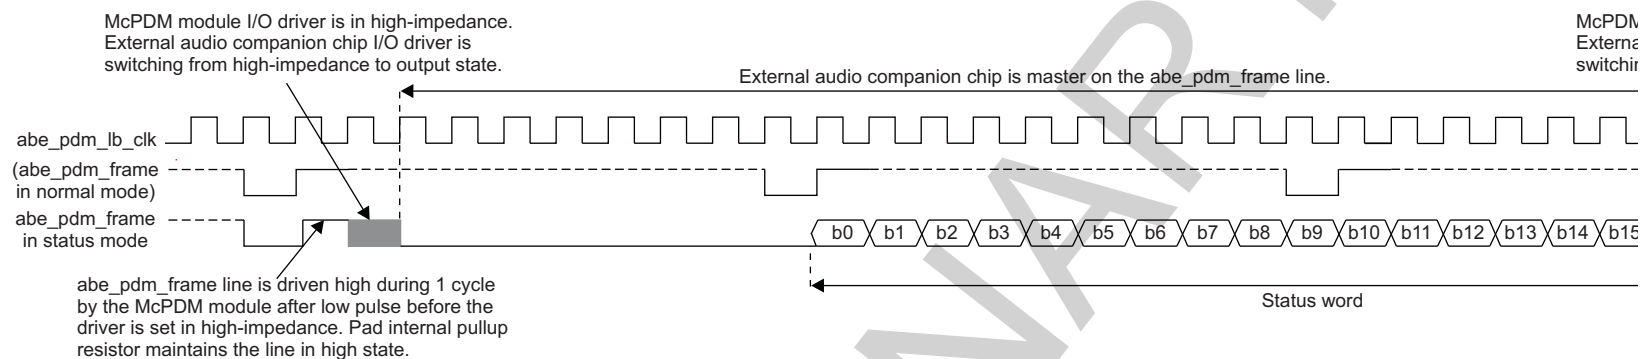 McPDM module I/O driver is in high-impedance.
External audio companion chip I/O driver is
switching from high-impedance to output state.
McPDM
Externa
switchin
External audio companion chip is master on the abe_pdm_frame line.
abe_pdm_lb_clk
(abe_pdm_frame
in normal mode)
abe_pdm_frame
in status mode
b0 b1 b2 b3 b4 b5 b6 b7 b8 b9 b10 b11 b12 b13 b14 b15
abe_pdm_frame line is driven high during 1 cycle
by the McPDM module after low pulse before the
driver is set in high-impedance. Pad internal pullup
resistor maintains the line in high state.
Status word
NAR